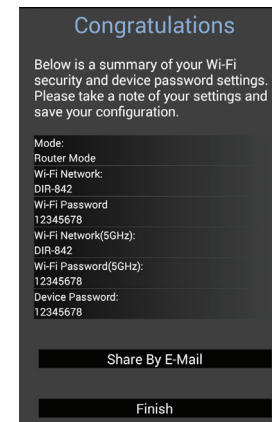 Congratulations
Below is a summary of your Wi-Fi
security and device password settings.
Please take a note of your settings and
save your configuration.
Mode:
Router Mode
Wi-Fi Network:
DIR-842
Wi-Fi Password
12345678
Wi-Fi Network(5GHz):
DIR-842
Wi-Fi Password(5GHz):
12345678
Device Password:
12345678
Share By E-Mail
Finish